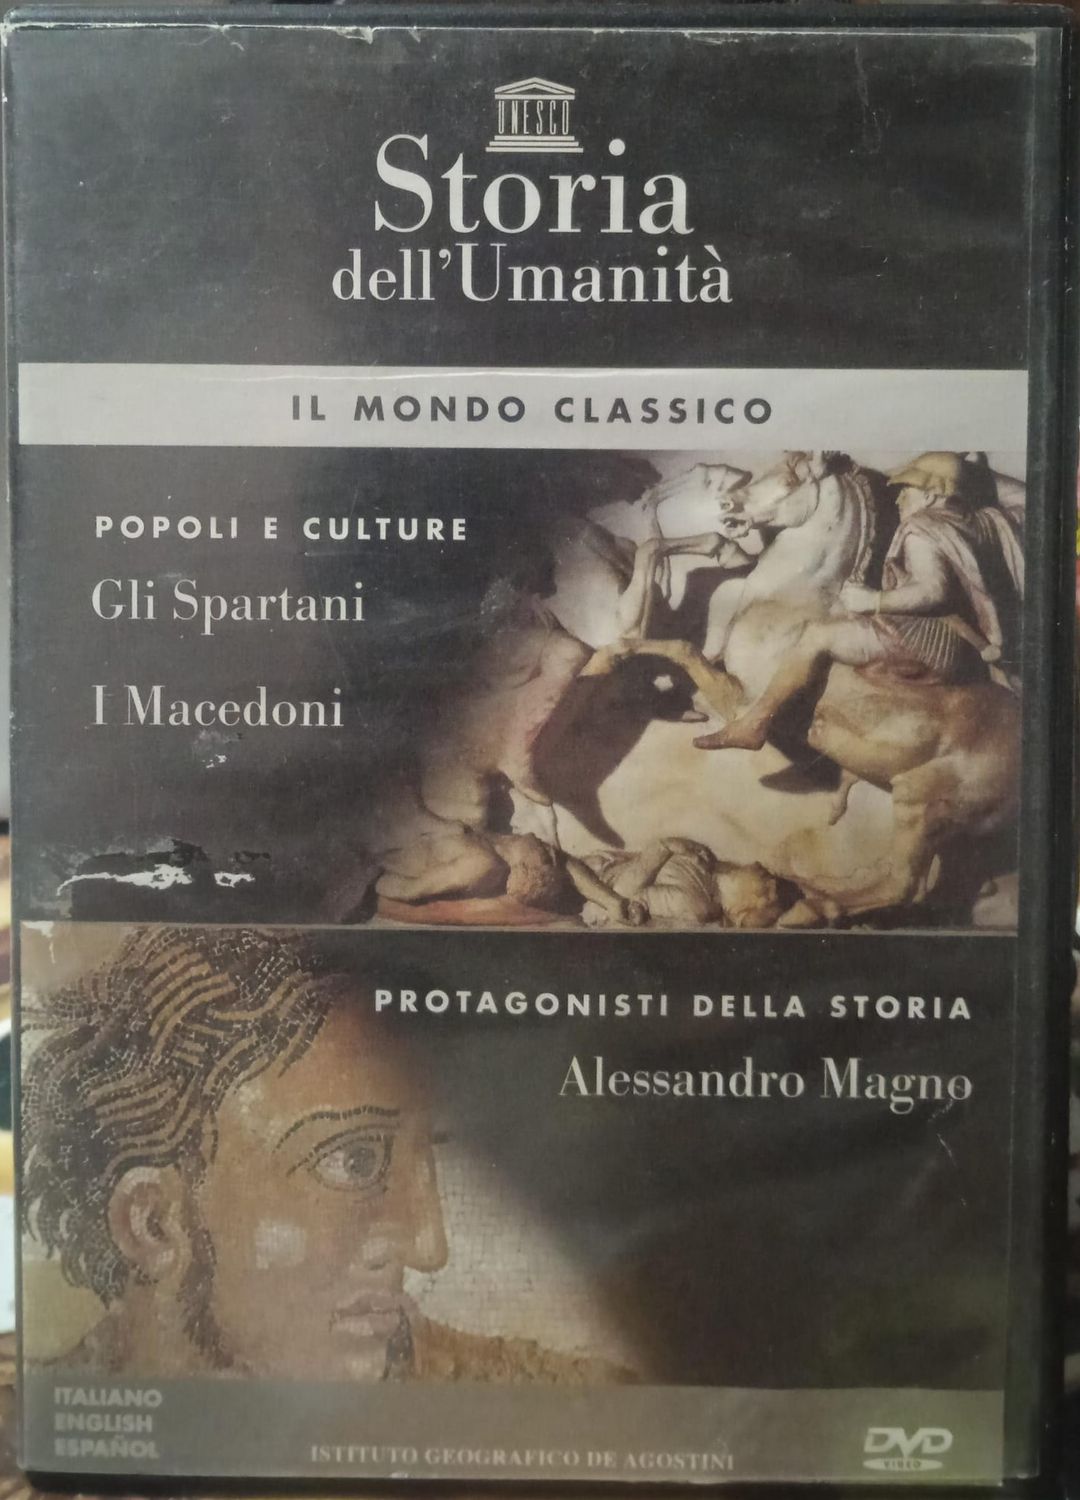 UNESCO
Storia
dell'Umanità
IL MONDO CLASSICO
POPOLI E CULTURE
Gli Spartani
I Macedoni
PROTAGONISTI DELLA STORIA
Alessandro Magno
ITALIANO
ENGLISH
ESPAÑOL
ISTITUTO GEOGRAFICO DE AGOSTINI
DVD
VIDEO